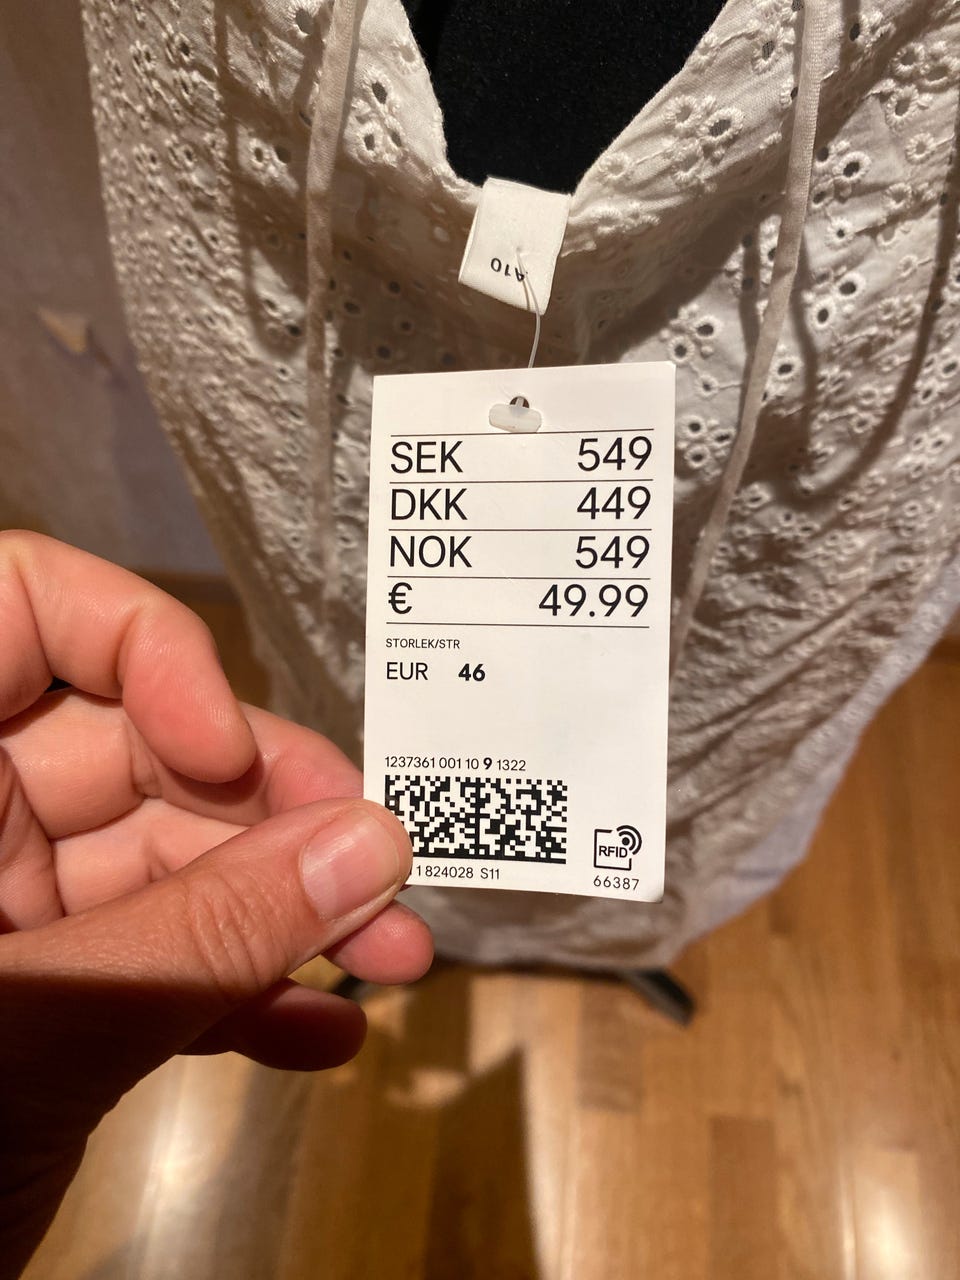 A10
SEK 549
DKK 449
NOK 549
€ 49.99
STORLEK/STR
EUR 46
1237361 001 10 9 1322
1824028 S11
RFID
66387